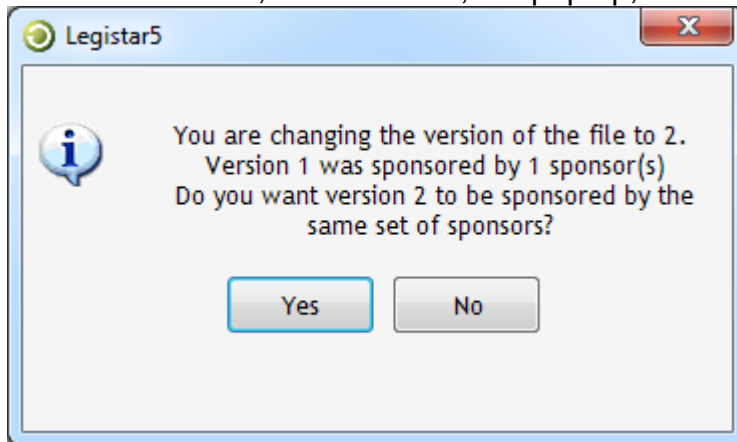 Legistar5
You are changing the version of the file to 2.
Version 1 was sponsored by 1 sponsor(s)
Do you want version 2 to be sponsored by the
same set of sponsors?
Yes
No